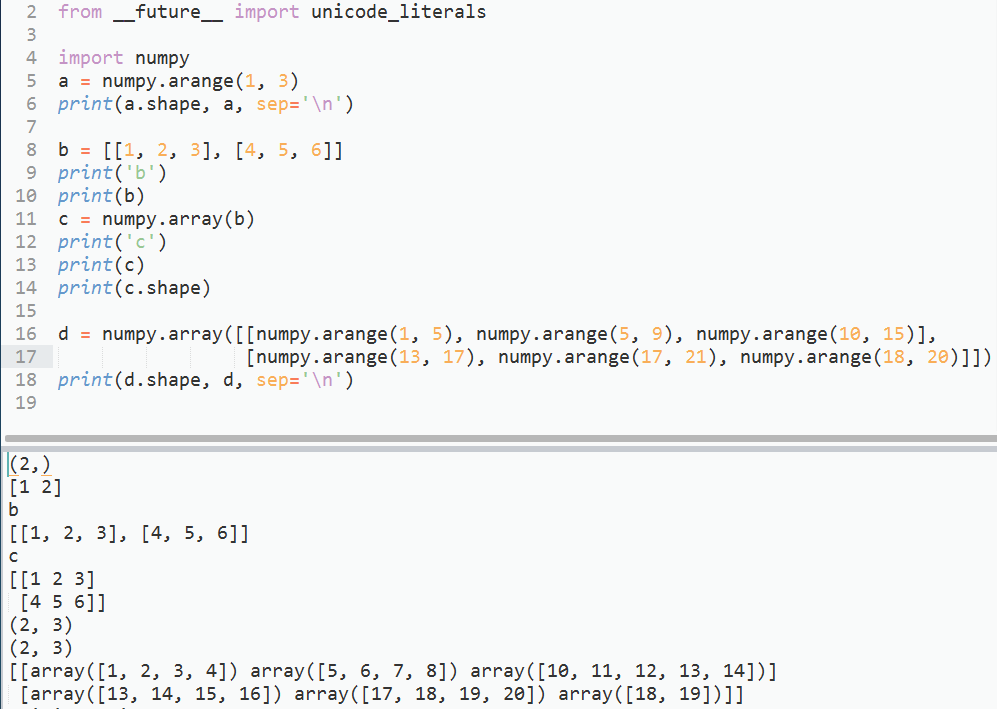 2 from __future__ import unicode_literals
3
4 import numpy
5 a = numpy.arange(1, 3)
6 print(a.shape, a, sep='\n')
7
8 b = [[1, 2, 3], [4, 5, 6]]
9 print('b')
10 print(b)
11 c = numpy.array(b)
12 print('c')
13 print(c)
14 print(c.shape)
15
16 d = numpy.array([[numpy.arange(1, 5), numpy.arange(5, 9), numpy.arange(10, 15)],
17                  [numpy.arange(13, 17), numpy.arange(17, 21), numpy.arange(18, 20)]])
18 print(d.shape, d, sep='\n')
19
(2,)
[1 2]
b
[[1, 2, 3], [4, 5, 6]]
c
[[1 2 3]
 [4 5 6]]
(2, 3)
(2, 3)
[[array([1, 2, 3, 4]) array([5, 6, 7, 8]) array([10, 11, 12, 13, 14])]
 [array([13, 14, 15, 16]) array([17, 18, 19, 20]) array([18, 19])]]